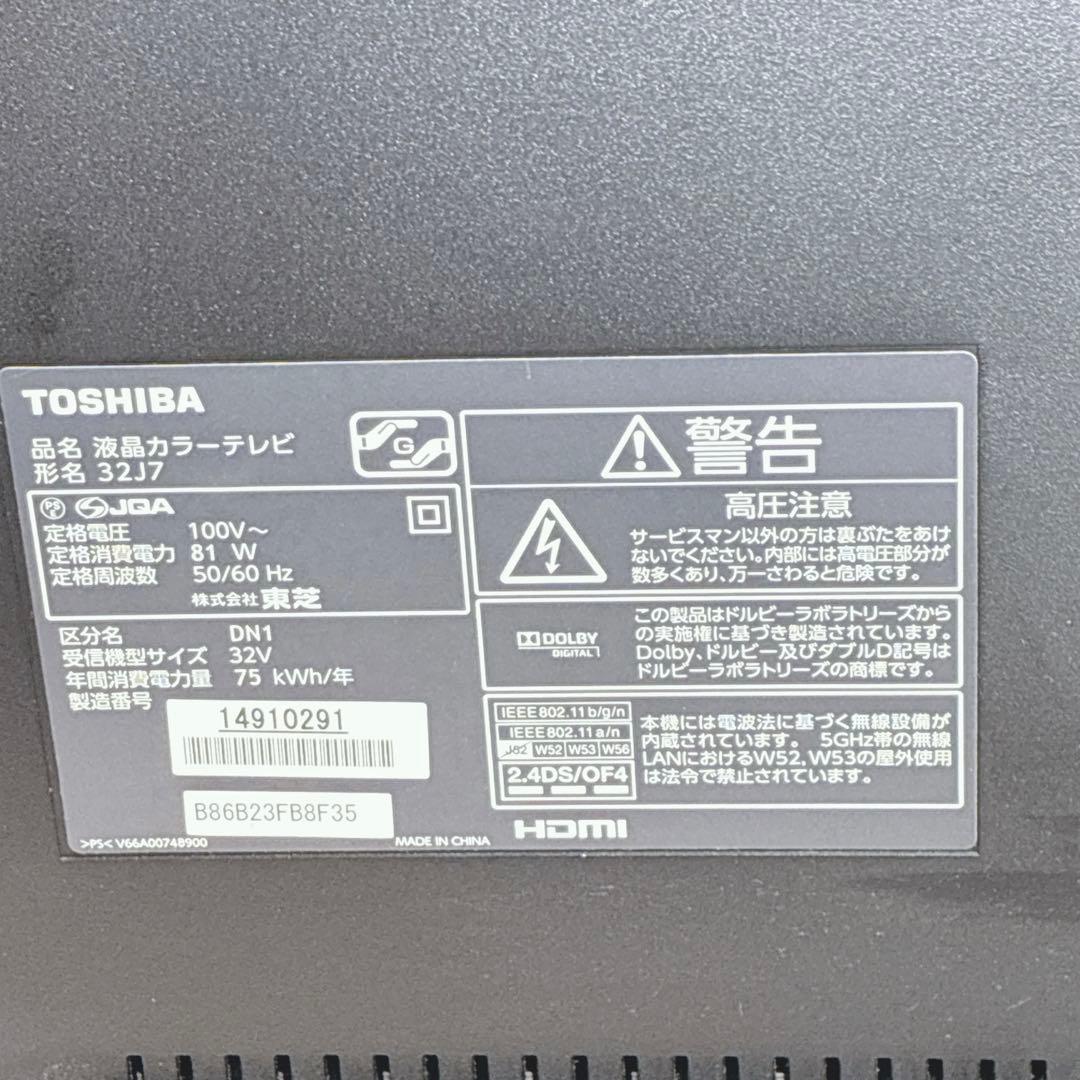 TOSHIBA
品名 液晶カラーテレビ
形名 32J7
G
PS
E
JQA
定格電圧 100V～
定格消費電力 81 W
定格周波数 50/60 Hz
株式会社 東芝
区分名 DN1
受信機型サイズ 32V
年間消費電力量 75 kWh/年
製造番号
14910291
B86B23FB8F35
>PS< V66A00748900
MADE IN CHINA
警告
高圧注意
サービスマン以外の方は裏ぶたをあけ
ないでください。内部には高電圧部分が
数多くあり、万一さわると危険です。
DOLBY
DIGITAL
この製品はドルビーラボラトリーズから
の実施権に基づき製造されています。
Dolby、ドルビー及びダブルD記号は
ドルビーラボラトリーズの商標です。
IEEE802.11b/g/n
IEEE802.11a/n
J52 W52 W53 W56
2.4DS/OF4
本機には電波法に基づく無線設備が
内蔵されています。 5GHz帯の無線
LANにおけるW52、W53の屋外使用
は法令で禁止されています。
HDMI